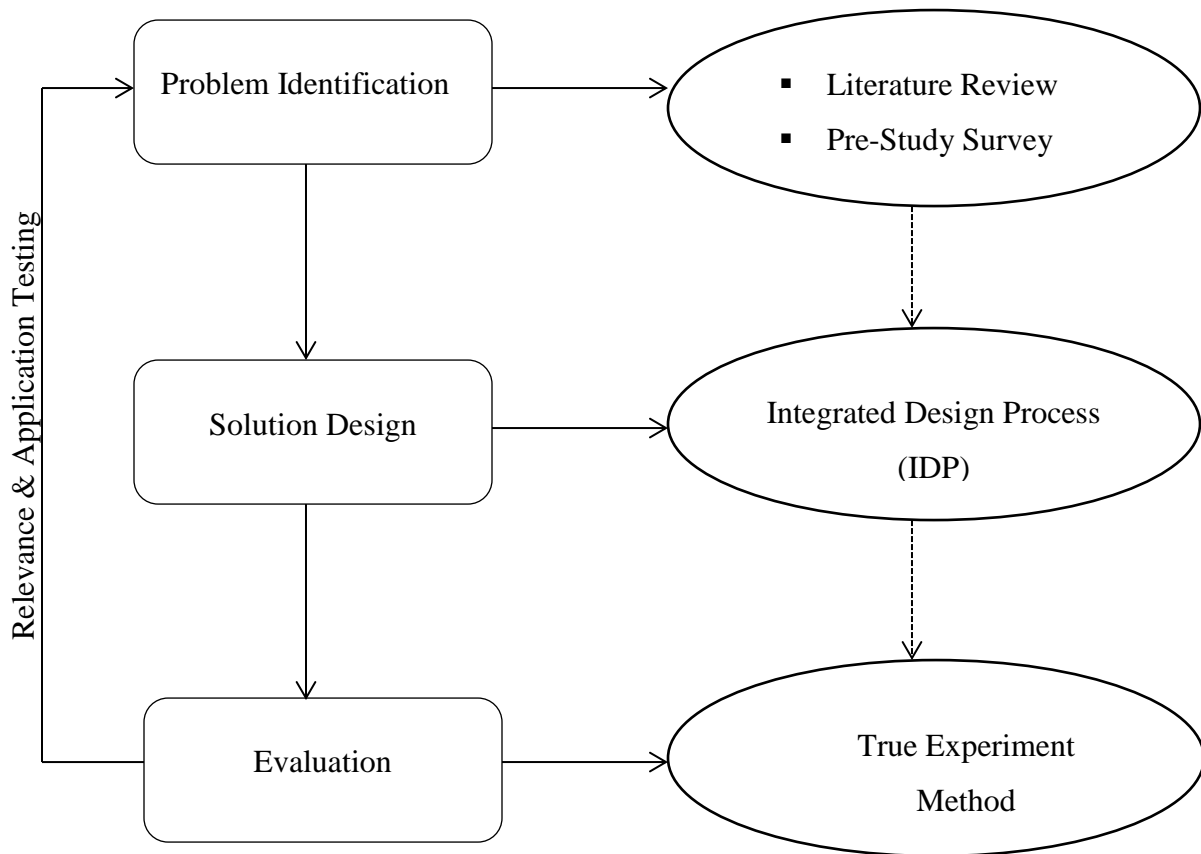 Problem Identification
▪ Literature Review
▪ Pre-Study Survey
Relevance & Application Testing
Solution Design
Integrated Design Process
(IDP)
Evaluation
True Experiment
Method